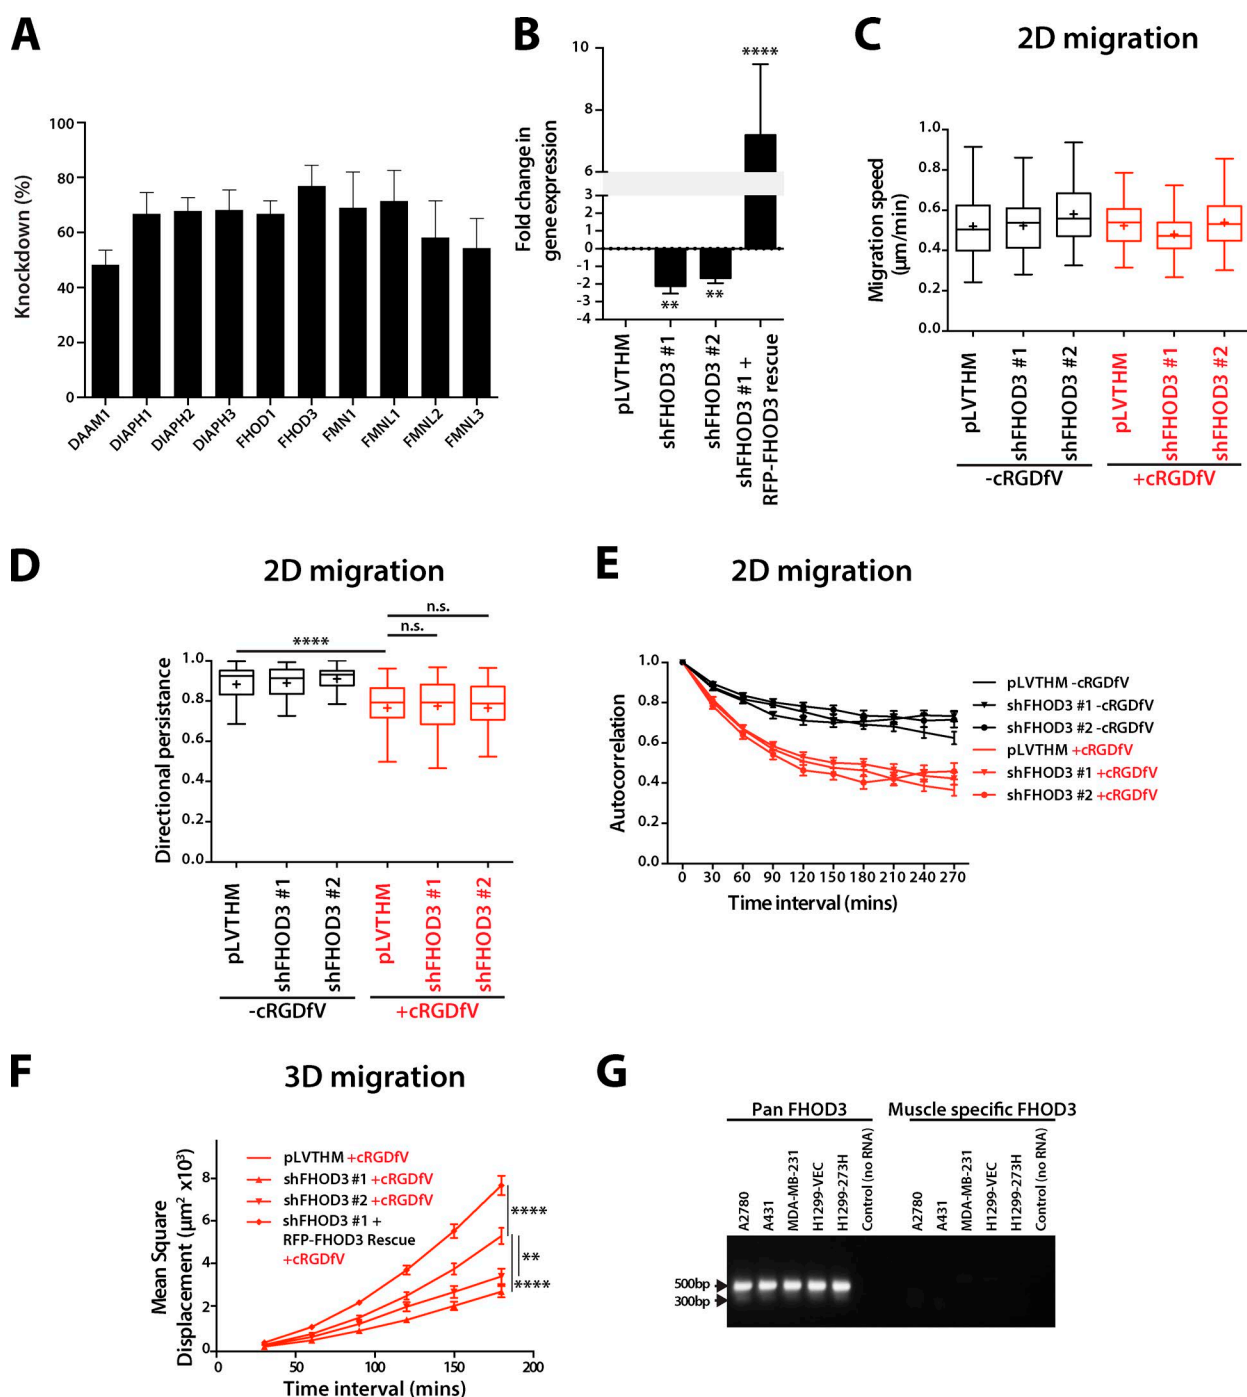 A
Knockdown (%)
100
80
60
40
20
0
DAAM1
DIAPH1
DIAPH2
DIAPH3
FHOD1
FHOD3
FMN1
FMNL1
FMNL2
FMNL3
B
Fold change in
gene expression
10
8
6
3
2
1
0
-1
-2
-3
-4
**
**
****
pLVTHM
shFHOD3 #1
shFHOD3 #2
shFHOD3 #1 +
RFP-FHOD3 rescue
C
2D migration
Migration speed
(µm/min)
1.0
0.8
0.6
0.4
0.2
0.0
pLVTHM
shFHOD3 #1
shFHOD3 #2
pLVTHM
shFHOD3 #1
shFHOD3 #2
-cRGDfV
+cRGDfV
D
2D migration
n.s.
n.s.
****
Directional persistance
1.0
0.8
0.6
0.4
0.2
0.0
pLVTHM
shFHOD3 #1
shFHOD3 #2
pLVTHM
shFHOD3 #1
shFHOD3 #2
-cRGDfV
+cRGDfV
E
2D migration
Autocorrelation
1.0
0.8
0.6
0.4
0.2
0.0
0 30 60 90 120 150 180 210 240 270
Time interval (mins)
pLVTHM -cRGDfV
shFHOD3 #1 -cRGDfV
shFHOD3 #2 -cRGDfV
pLVTHM +cRGDfV
shFHOD3 #1 +cRGDfV
shFHOD3 #2 +cRGDfV
F
3D migration
Mean Square
Displacement (µm² x10³)
8
6
4
2
0
pLVTHM +cRGDfV
shFHOD3 #1 +cRGDfV
shFHOD3 #2 +cRGDfV
shFHOD3 #1 +
RFP-FHOD3 Rescue
+cRGDfV
****
**
****
0 50 100 150 200
Time interval (mins)
G
Pan FHOD3
Muscle specific FHOD3
A2780
A431
MDA-MB-231
H1299-VEC
H1299-273H
Control (no RNA)
A2780
A431
MDA-MB-231
H1299-VEC
H1299-273H
Control (no RNA)
500bp
300bp